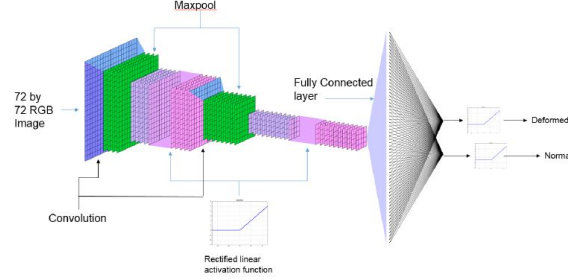 Maxpool
72 by
72 RGB
Image
Fully Connected
layer
Deformed
Norma
Convolution
Rectified linear
activation function